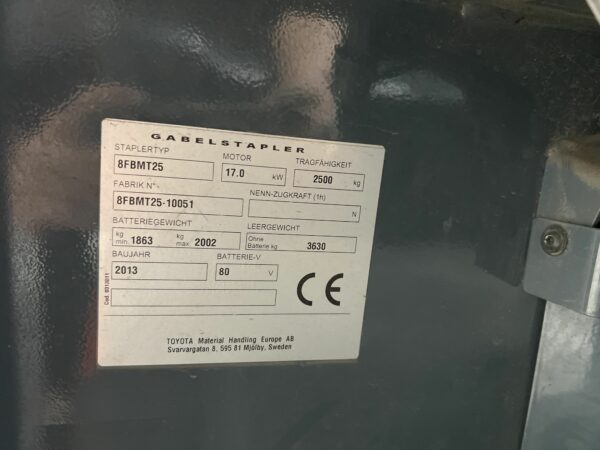 GABELSTAPLER
STAPLERTYP MOTOR TRAGFÄHIGKEIT
8FBMT25 17.0 kW 2500 kg
FABRIK N° NENN-ZUGKRAFT (1h)
8FBMT25-10051 N
BATTERIEGEWICHT LEERGEWICHT
kg min. 1863 kg max. 2002 Ohne Batterie kg 3630
BAUJAHR BATTERIE-V
2013 80 V
CE
Cod. 6010011
TOYOTA Material Handling Europe AB
Svarvargatan 8, 595 81 Mjölby, Sweden